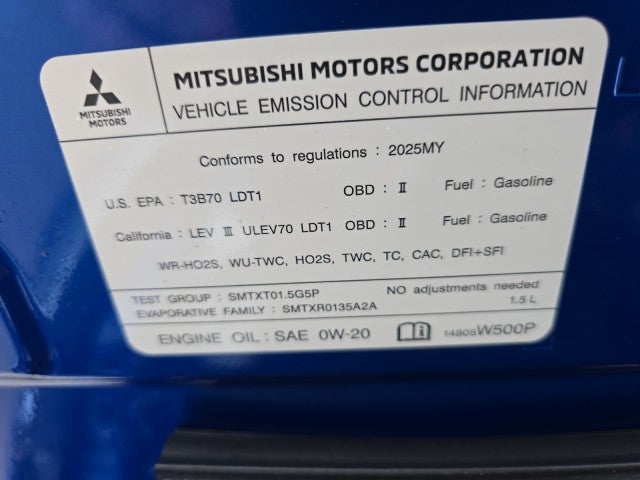 MITSUBISHI MOTORS CORPORATION
MITSUBISHI
MOTORS
VEHICLE EMISSION CONTROL INFORMATION
Conforms to regulations : 2025MY
U.S. EPA : T3B70 LDT1 OBD : Ⅱ Fuel : Gasoline
California : LEV Ⅲ ULEV70 LDT1 OBD : Ⅱ Fuel : Gasoline
WR-HO2S, WU-TWC, HO2S, TWC, TC, CAC, DFI+SFI
TEST GROUP : SMTXT01.5G5P NO adjustments needed
EVAPORATIVE FAMILY : SMTXR0135A2A 1.5 L
ENGINE OIL : SAE 0W-20 14805W500P